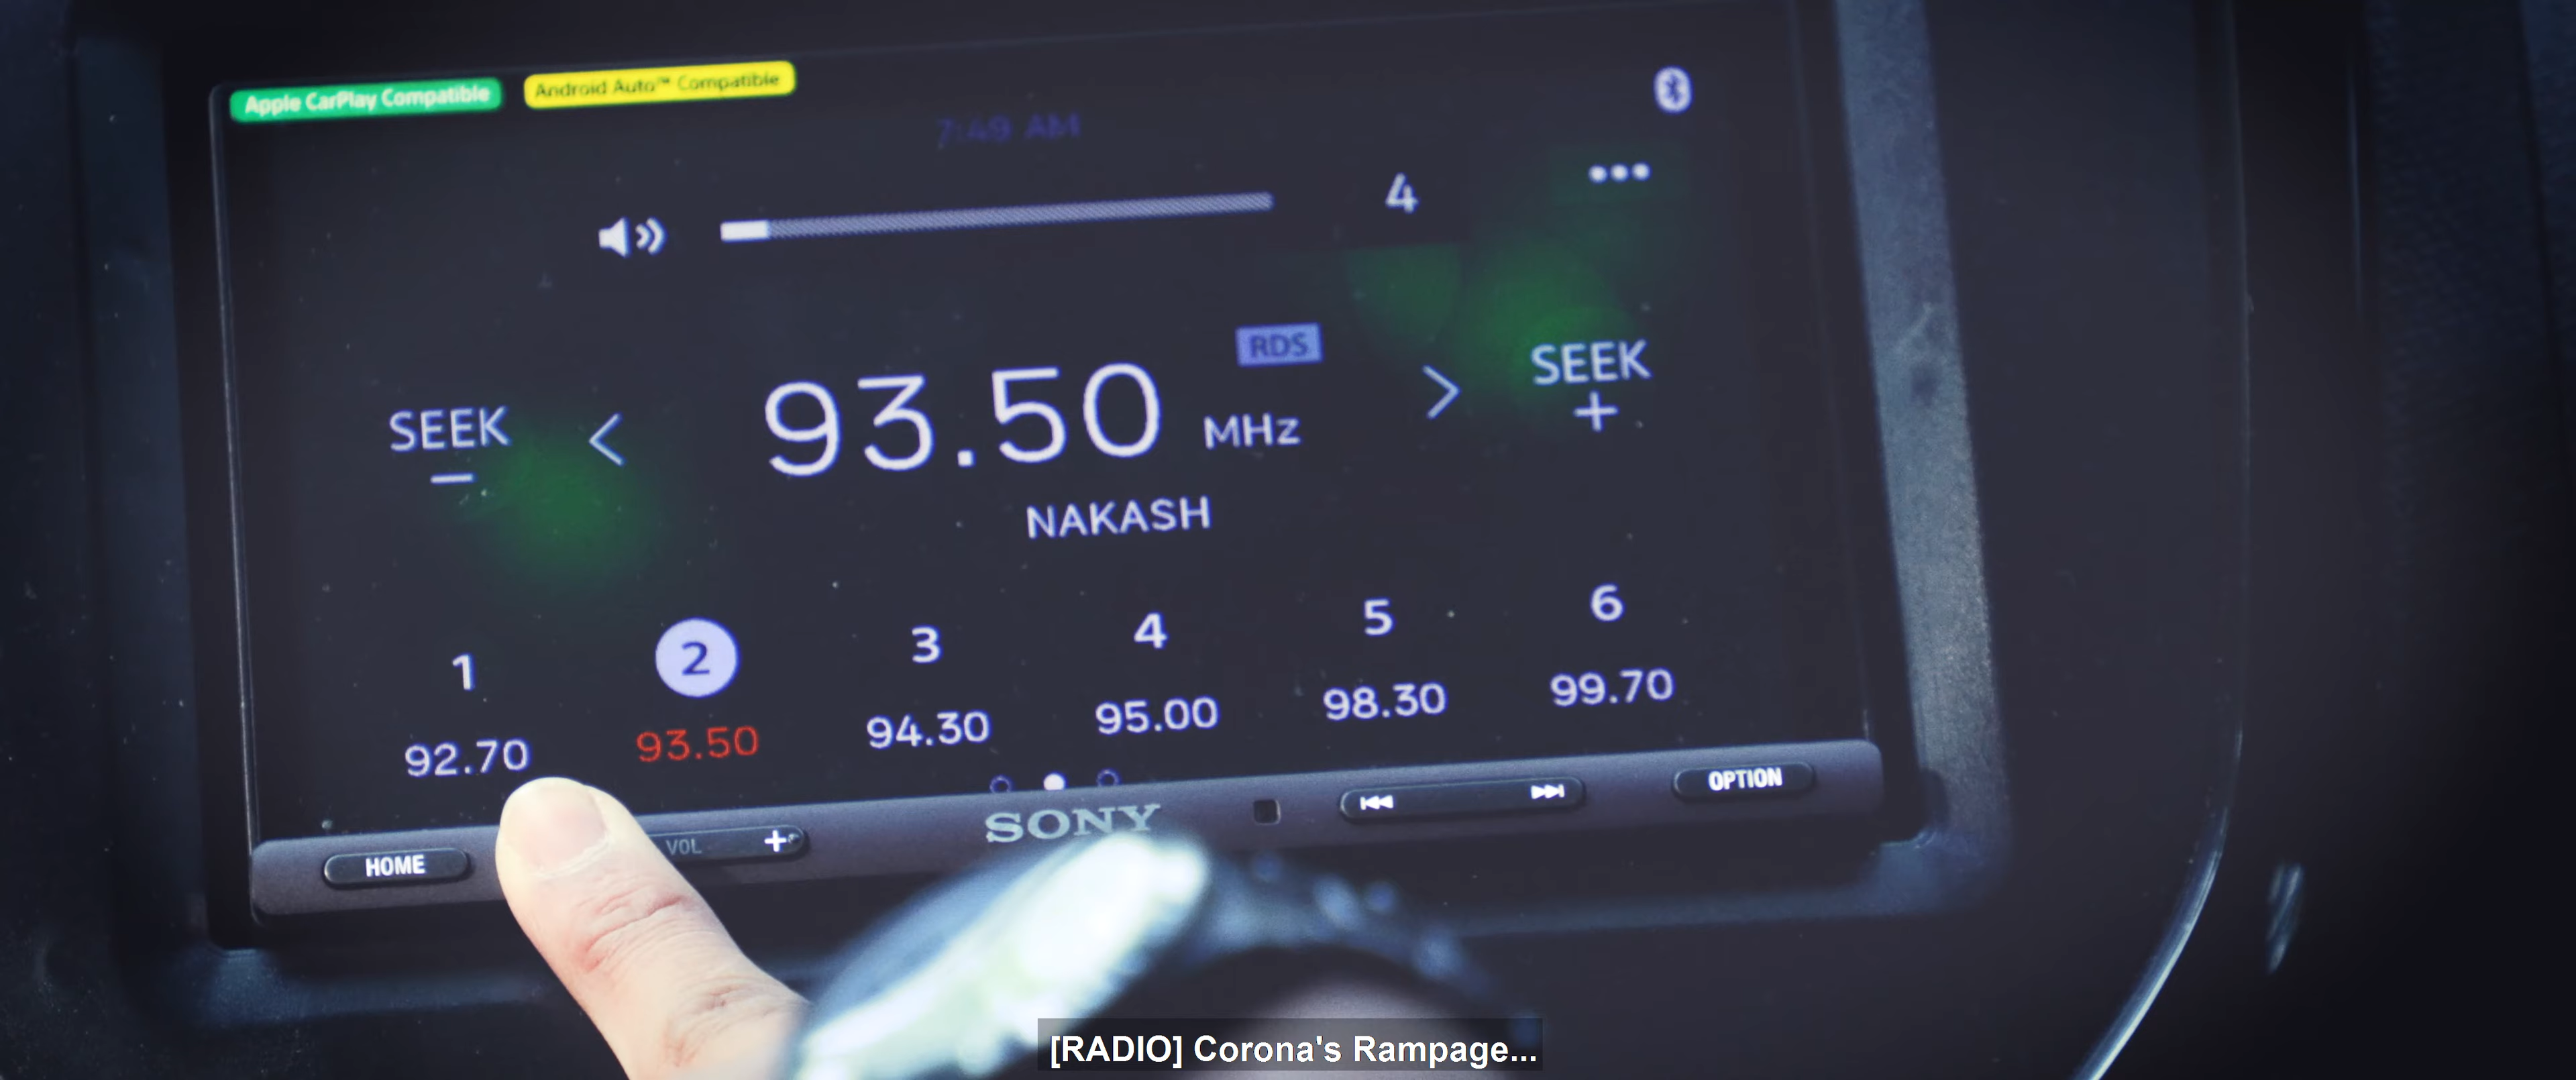 Apple CarPlay Compatible
Android Auto™ Compatible
7:49 AM
4
SEEK
−
<
93.50
MHz
RDS
>
SEEK
+
NAKASH
1 2 3 4 5 6
92.70 93.50 94.30 95.00 98.30 99.70
HOME
VOL +
SONY
OPTION
[RADIO] Corona's Rampage...